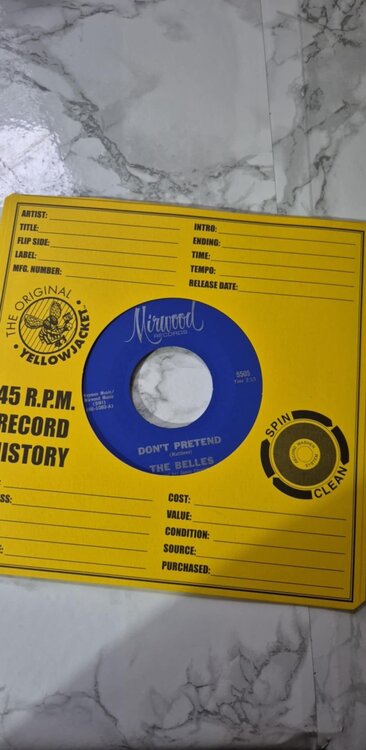 ARTIST:
TITLE:
FLIP SIDE:
LABEL:
MFG. NUMBER:
INTRO:
ENDING:
TIME:
TEMPO:
RELEASE DATE:
THE ORIGINAL
• YELLOWJACKET •
45 R.P.M.
RECORD
HISTORY
Mirwood
RECORDS
5505
(BMI)
DON'T PRETEND
THE BELLES
SPIN
CLEAN
COST:
VALUE:
CONDITION:
SOURCE:
PURCHASED: